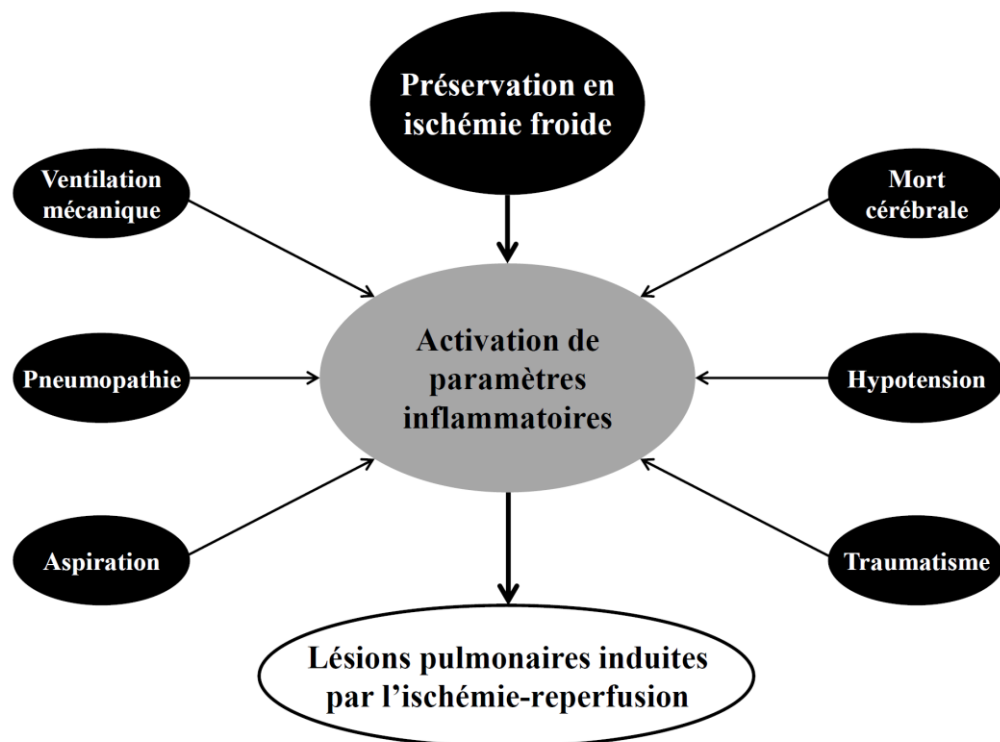 Préservation en
ischémie froide
Ventilation
mécanique
Mort
cérébrale
Activation de
paramètres
inflammatoires
Pneumopathie
Hypotension
Aspiration
Traumatisme
Lésions pulmonaires induites
par l’ischémie-reperfusion